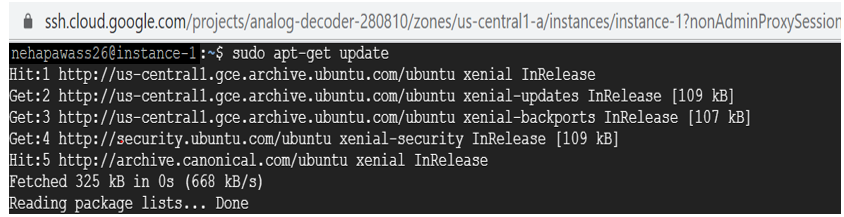 ssh.cloud.google.com/projects/analog-decoder-280810/zones/us-central1-a/instances/instance-1?nonAdminProxySession
nehapawass26@instance-1:~$ sudo apt-get update
Hit:1 http://us-central1.gce.archive.ubuntu.com/ubuntu xenial InRelease
Get:2 http://us-central1.gce.archive.ubuntu.com/ubuntu xenial-updates InRelease [109 kB]
Get:3 http://us-central1.gce.archive.ubuntu.com/ubuntu xenial-backports InRelease [107 kB]
Get:4 http://security.ubuntu.com/ubuntu xenial-security InRelease [109 kB]
Hit:5 http://archive.canonical.com/ubuntu xenial InRelease
Fetched 325 kB in 0s (668 kB/s)
Reading package lists... Done